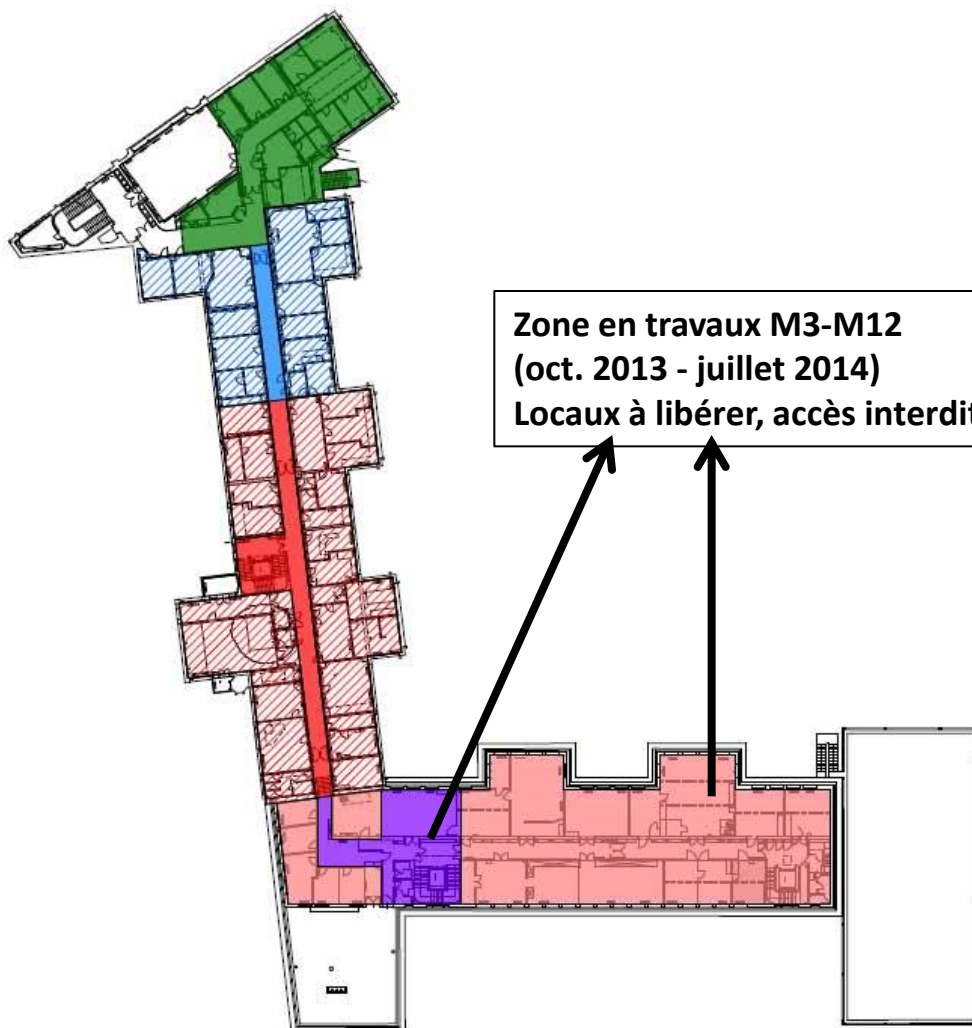 Zone en travaux M3-M12
(oct. 2013 - juillet 2014)
Locaux à libérer, accès interdit